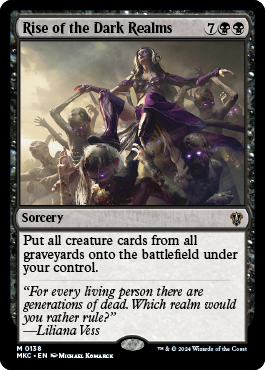 Rise of the Dark Realms 7
Sorcery
Put all creature cards from all
graveyards onto the battlefield under
your control.
“For every living person there are
generations of dead. Which realm would
you rather rule?”
—Liliana Vess
M 0138
MKC • EN MICHAEL KOMARCK
™ & © 2024 Wizards of the Coast